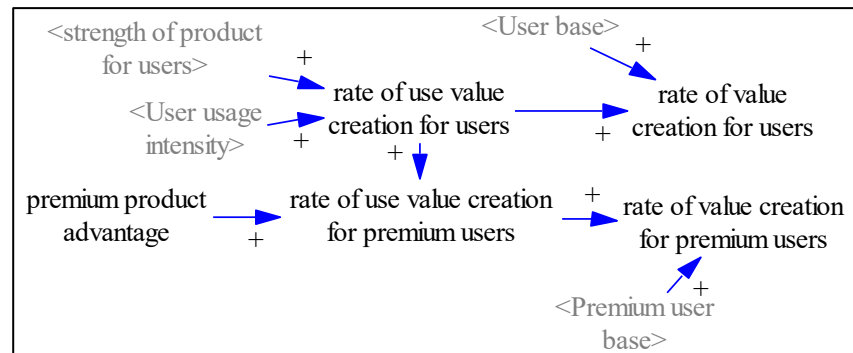 <strength of product
for users>
+
<User base>
+
<User usage
intensity>
+
rate of use value
creation for users
+
+
rate of value
creation for users
premium product
advantage
+
rate of use value creation
for premium users
+
rate of value creation
for premium users
+
<Premium user
base>